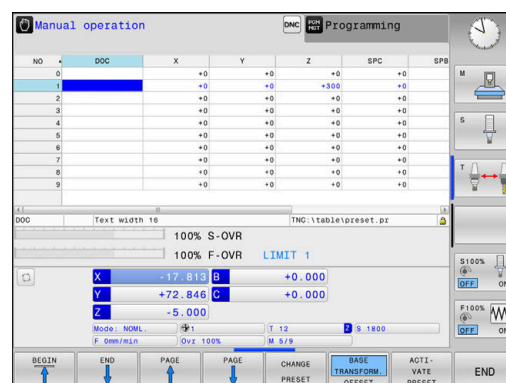 Manual operation DNC PGM MGT Programming
NO DOC X Y Z SPC SPB
0 +0 +0 +0 +0
1 +0 +0 +300 +0
2 +0 +0 +0 +0
3 +0 +0 +0 +0
4 +0 +0 +0 +0
5 +0 +0 +0 +0
6 +0 +0 +0 +0
7 +0 +0 +0 +0
8 +0 +0 +0 +0
9 +0 +0 +0 +0
DOC Text width 16 TNC:\table\preset.pr
100% S-OVR
100% F-OVR LIMIT 1
X -17.813 B +0.000
Y +72.846 C +0.000
Z -5.000
Mode: NOML. 1 T 12 Z S 1800
F 0mm/min Ovr 100% M 5/9
M
S
T
S100%
OFF ON
F100%
OFF ON
BEGIN
END
PAGE
PAGE
CHANGE
PRESET
BASE
TRANSFORM.
OFFSET
ACTI-
VATE
PRESET
END